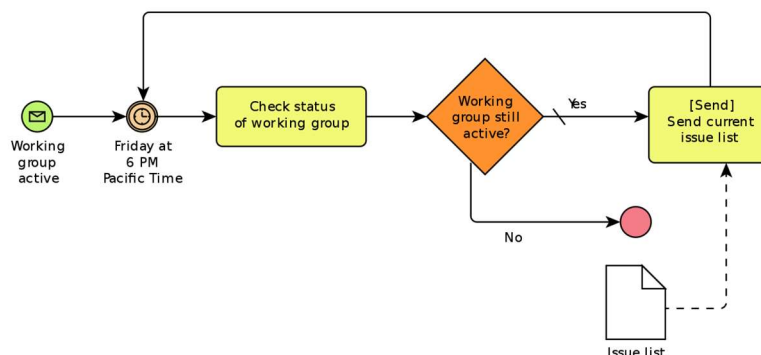 Working
group
active
Friday at
6 PM
Pacific Time
Check status
of working group
Working
group still
active?
Yes
[Send]
Send current
issue list
No
Issue list